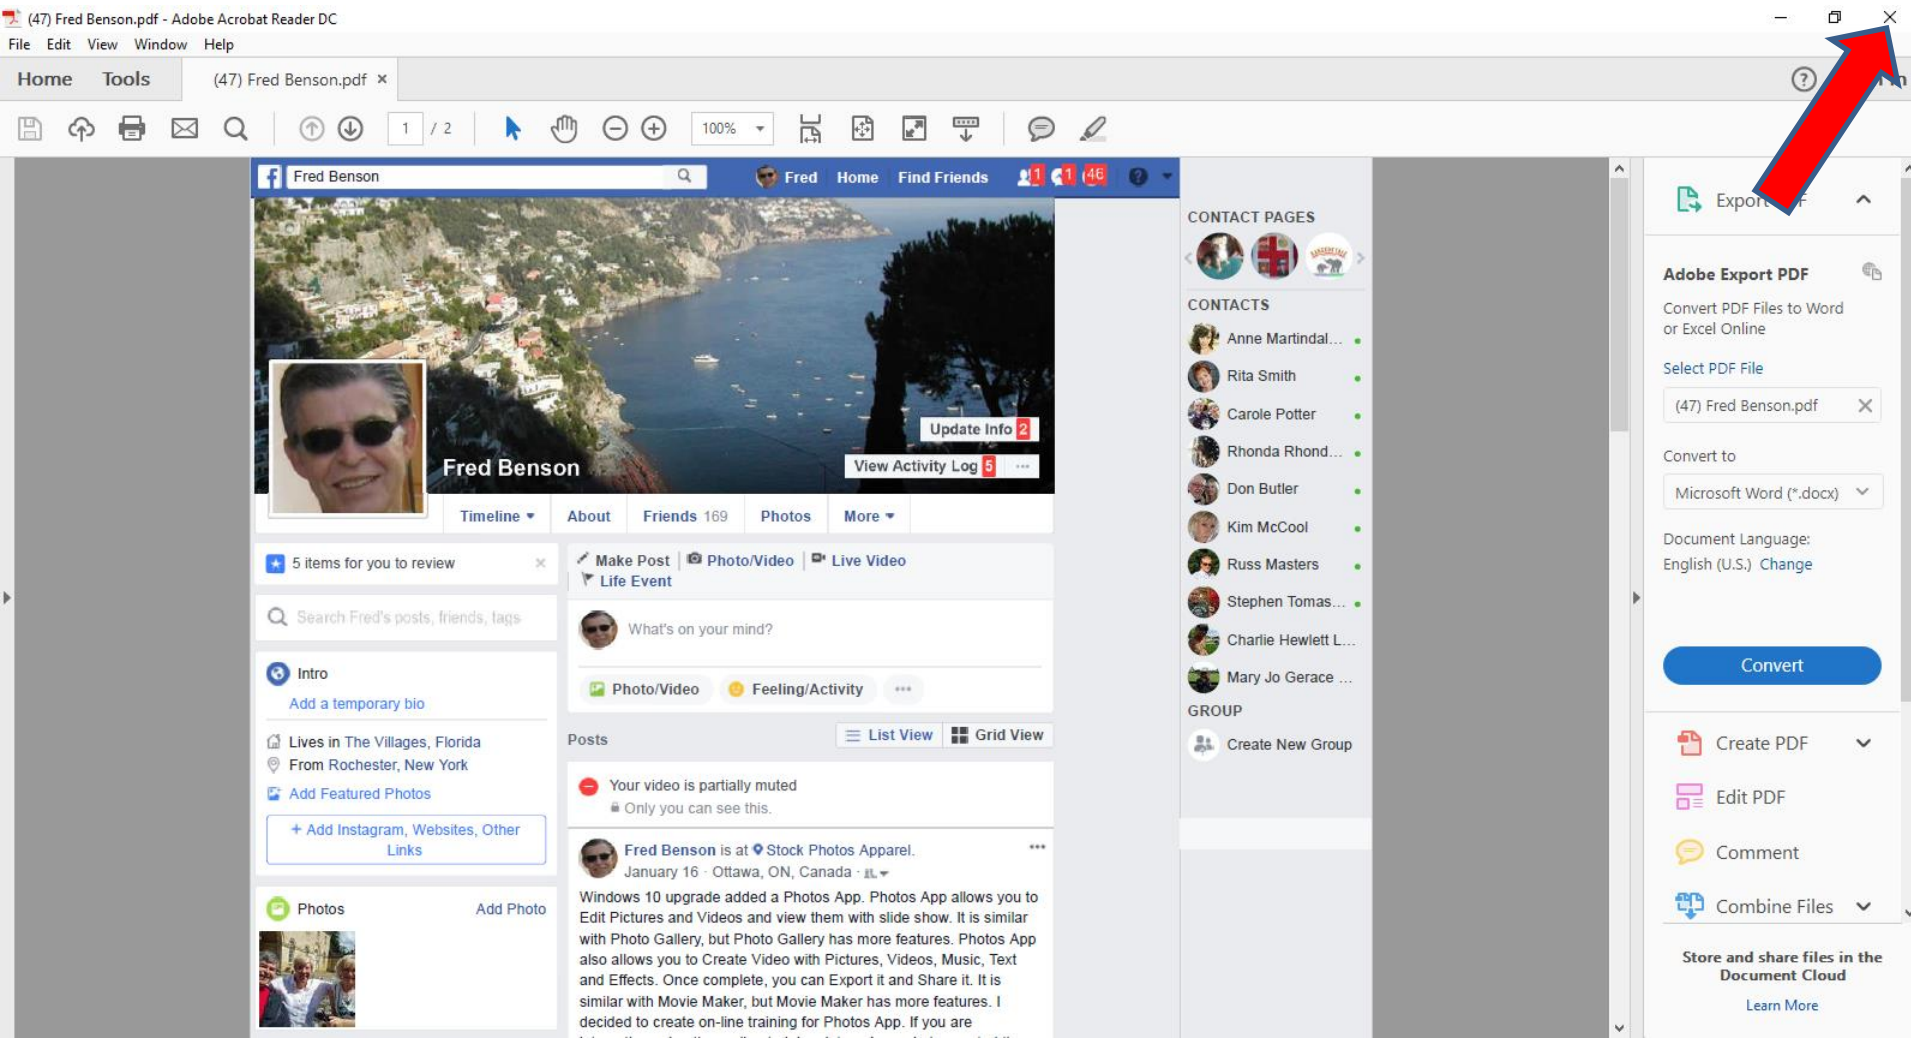 (47) Fred Benson.pdf - Adobe Acrobat Reader DC
File Edit View Window Help
Home Tools (47) Fred Benson.pdf ×
1 / 2 100%
Fred Benson
Fred Home Find Friends 1 1 46
Update Info 2
View Activity Log 5 ...
Fred Benson
Timeline About Friends 169 Photos More
5 items for you to review
Search Fred's posts, friends, tags
Intro
Add a temporary bio
Lives in The Villages, Florida
From Rochester, New York
Add Featured Photos
+ Add Instagram, Websites, Other
Links
Photos Add Photo
Make Post Photo/Video Live Video
Life Event
What's on your mind?
Photo/Video Feeling/Activity ...
Posts List View Grid View
Your video is partially muted
Only you can see this.
Fred Benson is at Stock Photos Apparel.
January 16 · Ottawa, ON, Canada ·
Windows 10 upgrade added a Photos App. Photos App allows you to
Edit Pictures and Videos and view them with slide show. It is similar
with Photo Gallery, but Photo Gallery has more features. Photos App
also allows you to Create Video with Pictures, Videos, Music, Text
and Effects. Once complete, you can Export it and Share it. It is
similar with Movie Maker, but Movie Maker has more features. I
decided to create on-line training for Photos App. If you are
CONTACT PAGES
CONTACTS
Anne Martindal...
Rita Smith
Carole Potter
Rhonda Rhond...
Don Butler
Kim McCool
Russ Masters
Stephen Tomas...
Charlie Hewlett L...
Mary Jo Gerace ...
GROUP
Create New Group
Adobe Export PDF
Convert PDF Files to Word
or Excel Online
Select PDF File
(47) Fred Benson.pdf
Convert to
Microsoft Word (*.docx)
Document Language:
English (U.S.) Change
Convert
Create PDF
Edit PDF
Comment
Combine Files
Store and share files in the
Document Cloud
Learn More